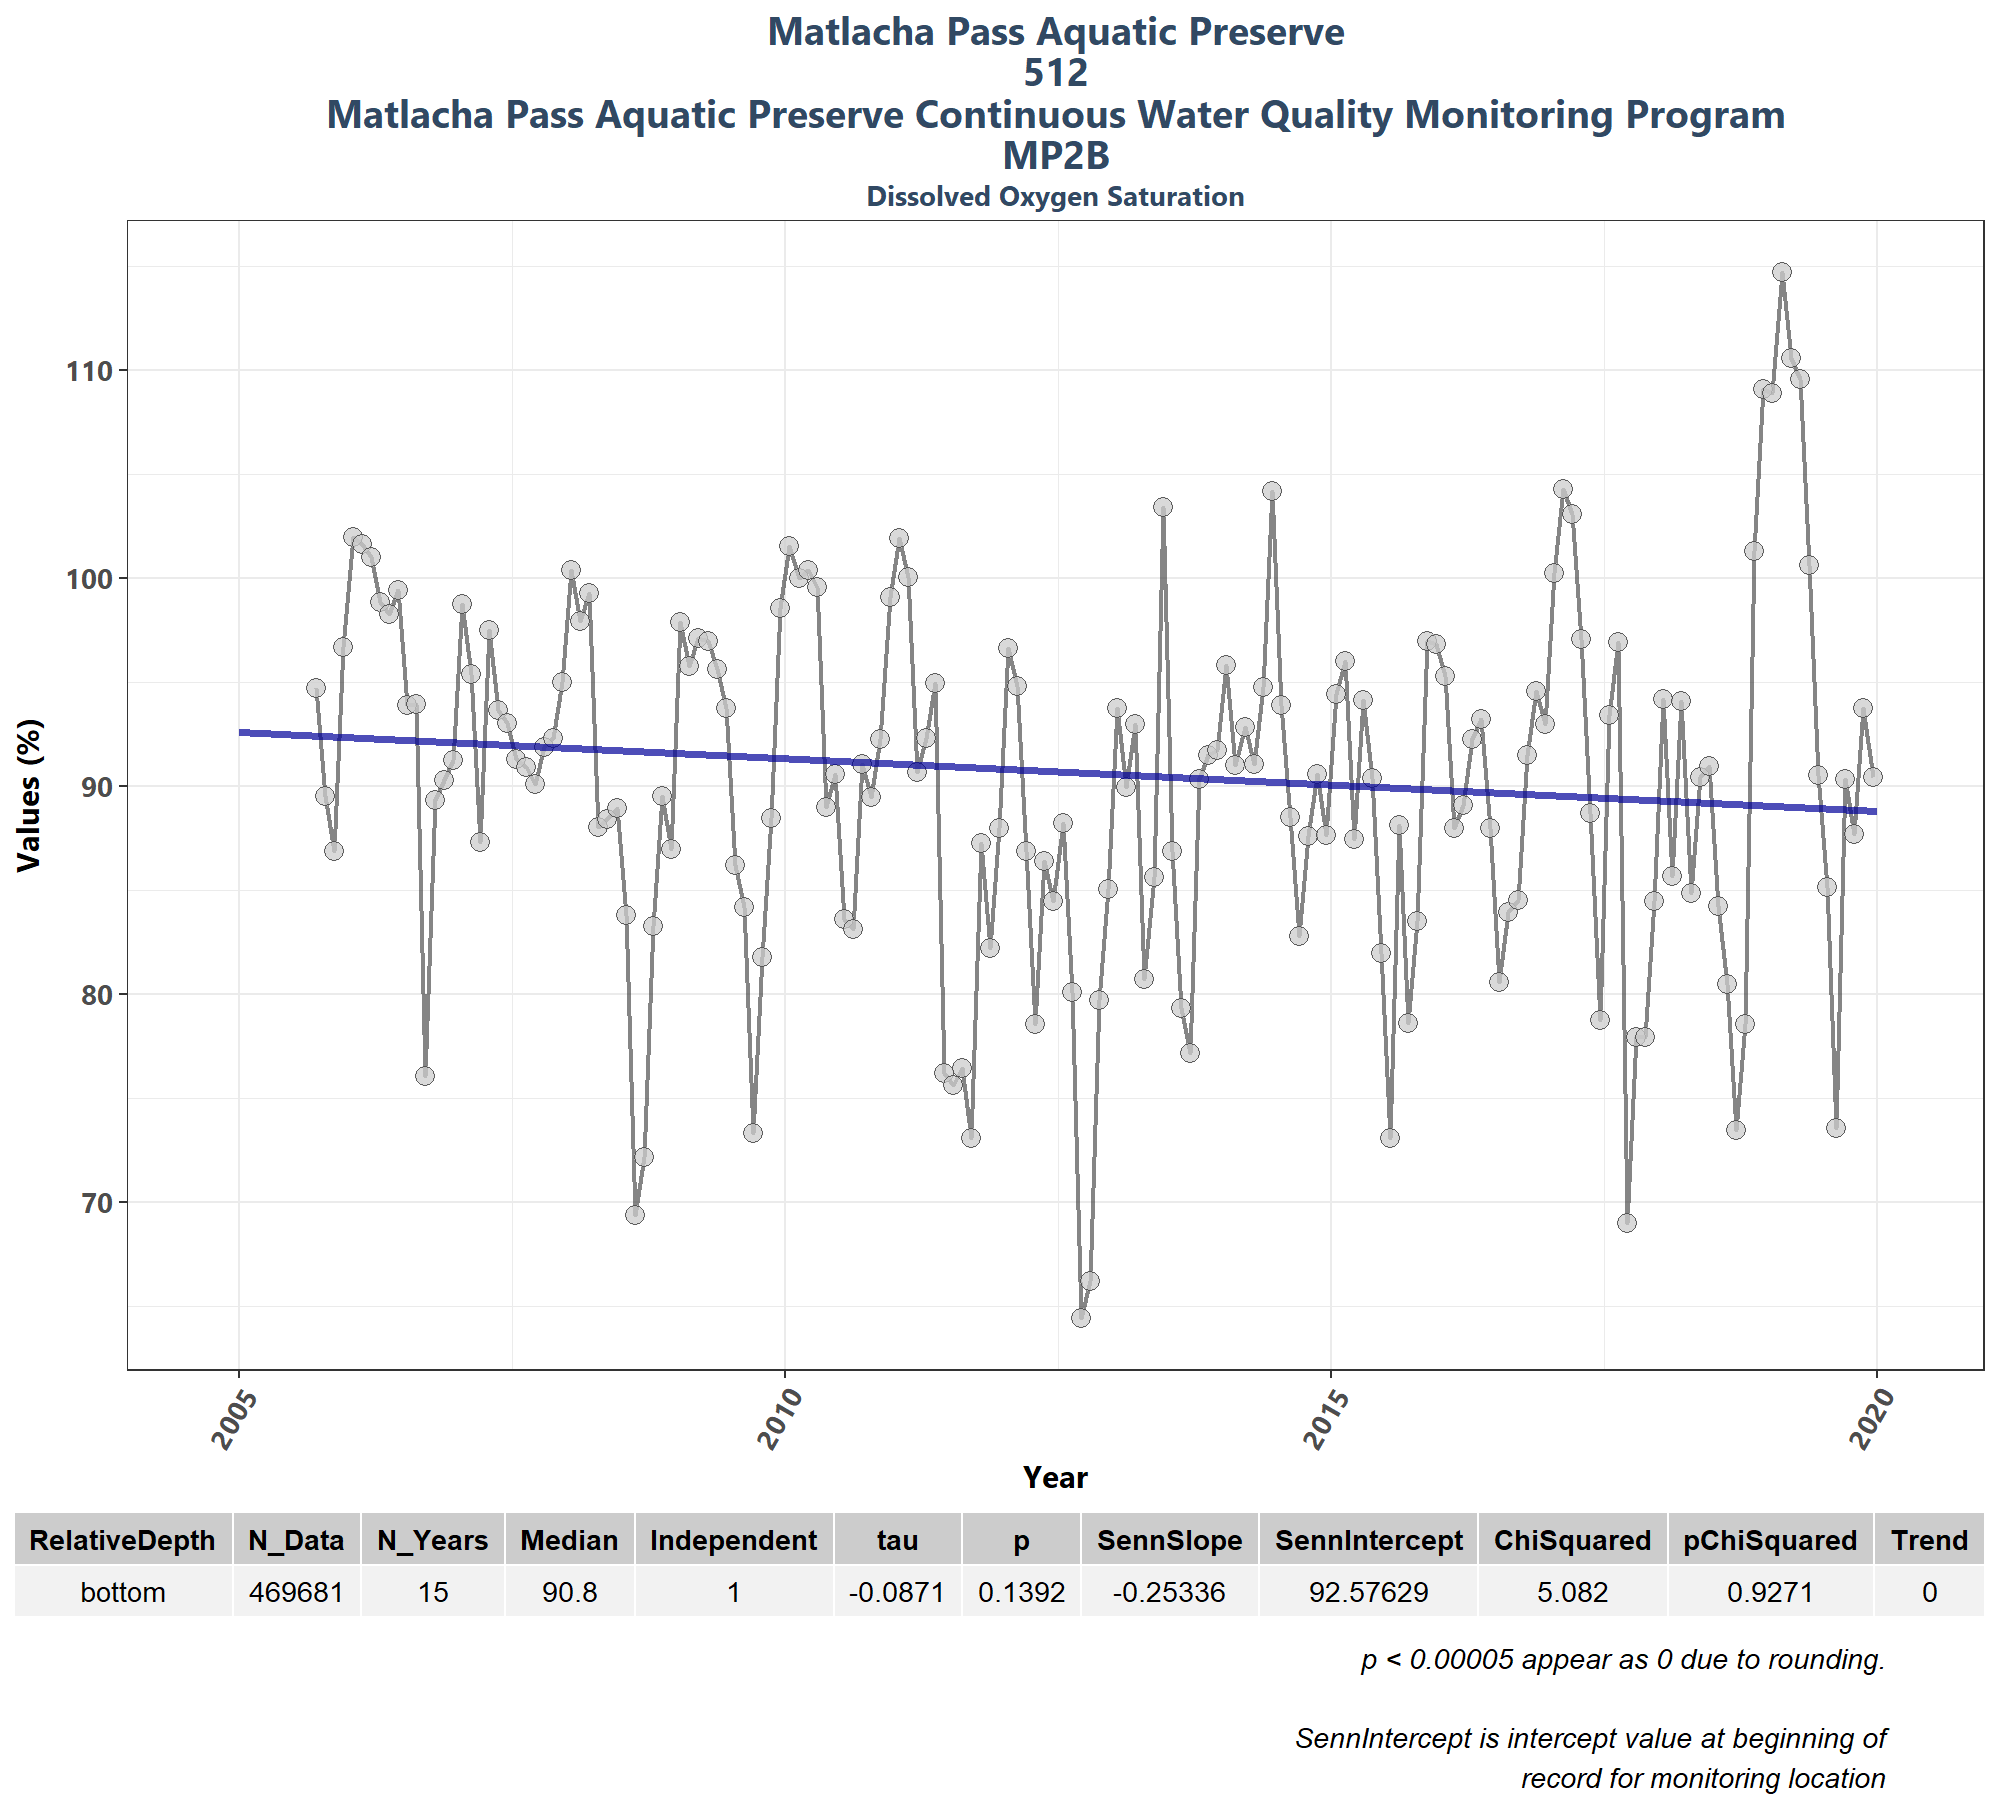 Matlacha Pass Aquatic Preserve
512
Matlacha Pass Aquatic Preserve Continuous Water Quality Monitoring Program
MP2B
Dissolved Oxygen Saturation
Values (%)
110
100
90
80
70
2005 2010 2015 2020
Year
RelativeDepth N_Data N_Years Median Independent tau p SennSlope SennIntercept ChiSquared pChiSquared Trend
bottom 469681 15 90.8 1 -0.0871 0.1392 -0.25336 92.57629 5.082 0.9271 0
p < 0.00005 appear as 0 due to rounding.
SennIntercept is intercept value at beginning of
record for monitoring location